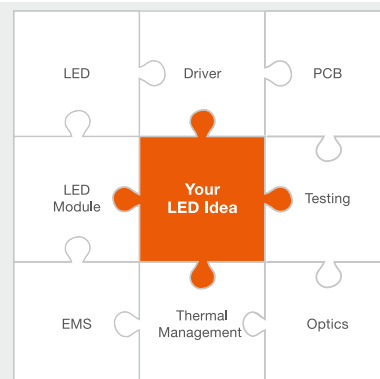 LED
Driver
PCB
LED
Module
Your
LED Idea
Testing
EMS
Thermal
Management
Optics